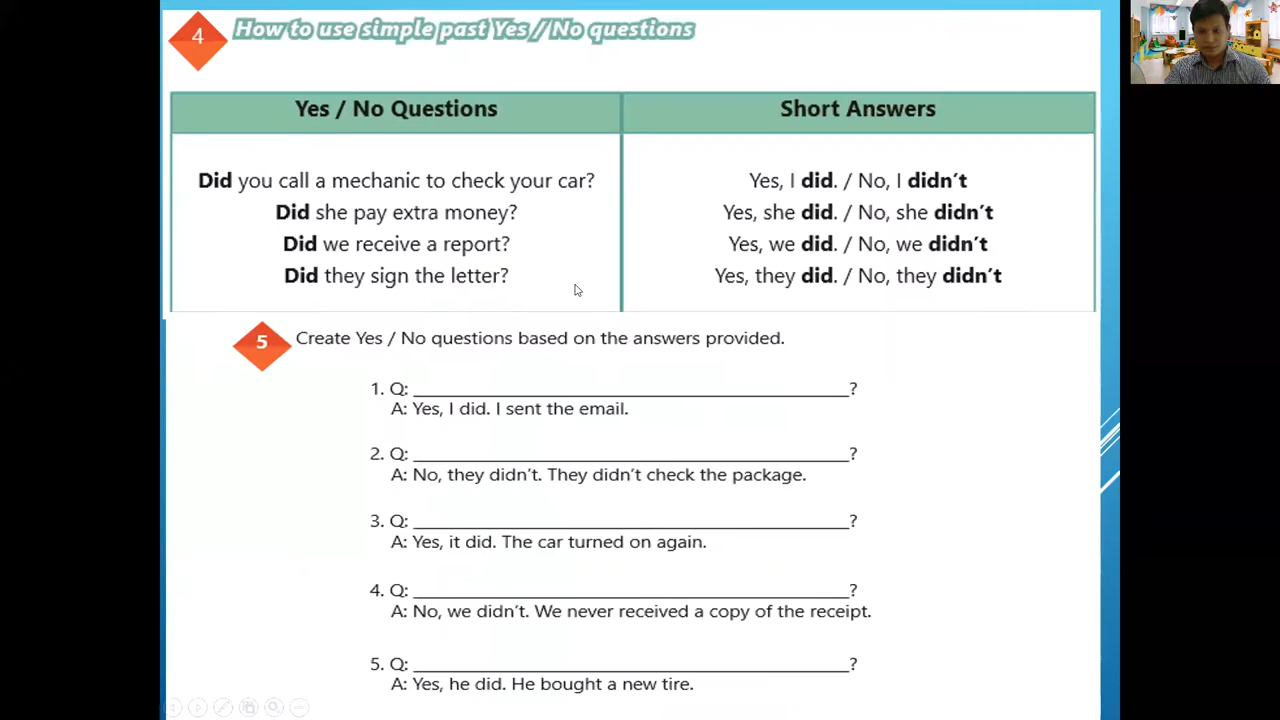 4 How to use simple past Yes / No questions
Yes / No Questions
Short Answers
Did you call a mechanic to check your car?
Yes, I did. / No, I didn't
Did she pay extra money?
Yes, she did. / No, she didn't
Did we receive a report?
Yes, we did. / No, we didn't
Did they sign the letter?
Yes, they did. / No, they didn't
5 Create Yes / No questions based on the answers provided.
1. Q: ___________________________________________?
A: Yes, I did. I sent the email.
2. Q: ___________________________________________?
A: No, they didn't. They didn't check the package.
3. Q: ___________________________________________?
A: Yes, it did. The car turned on again.
4. Q: ___________________________________________?
A: No, we didn't. We never received a copy of the receipt.
5. Q: ___________________________________________?
A: Yes, he did. He bought a new tire.